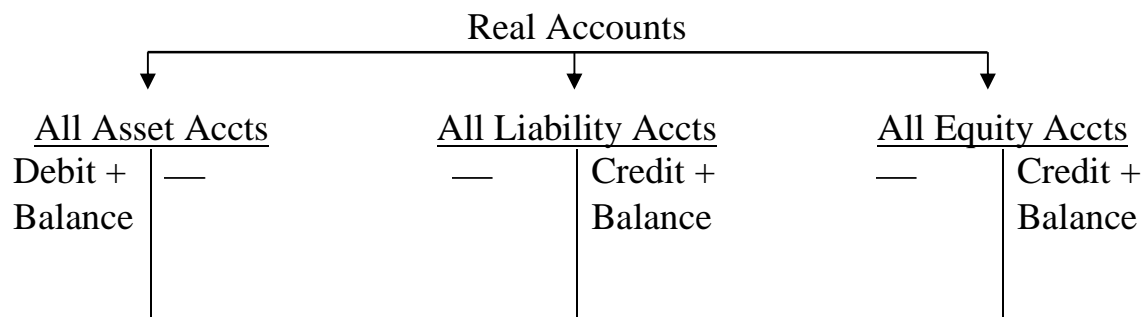 Real Accounts
All Asset Accts All Liability Accts All Equity Accts
Debit + — — Credit + — Credit +
Balance Balance Balance